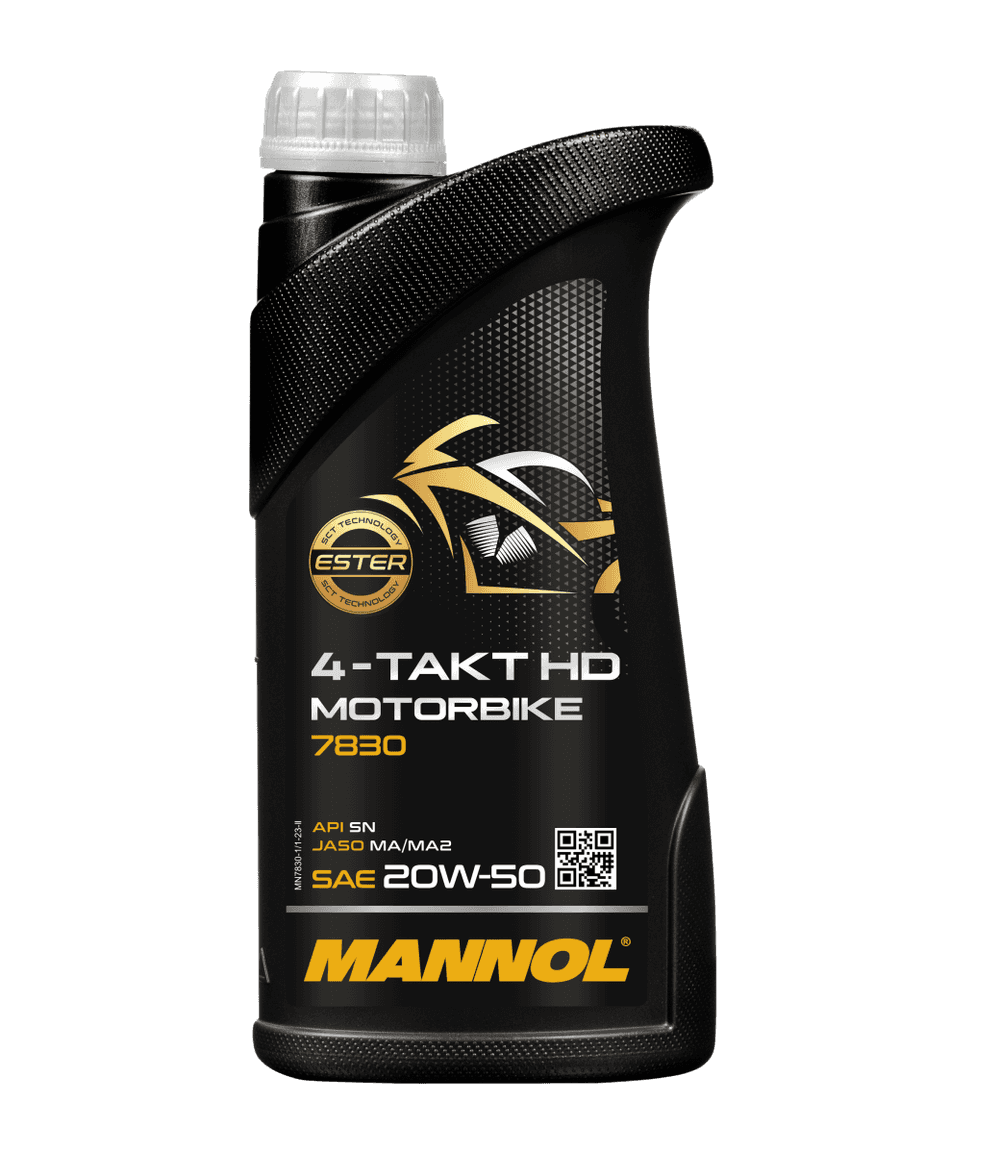 SCT TECHNOLOGY
ESTER
SCT TECHNOLOGY
4-TAKT HD
MOTORBIKE
7830
MN7830-1/1-23-II
API SN
JASO MA/MA2
SAE 20W-50
MANNOL®